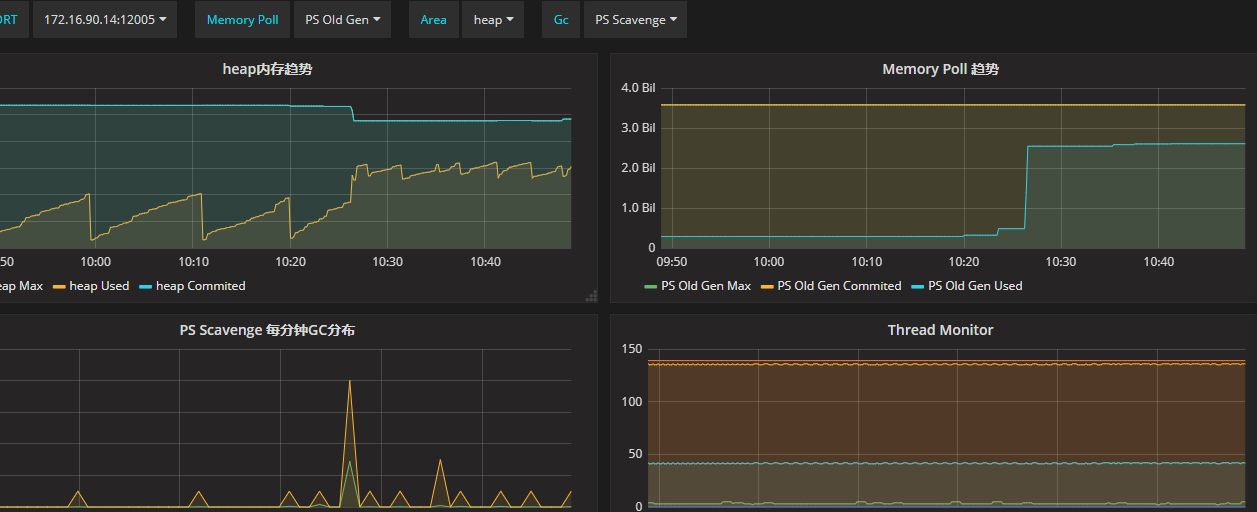 ORT 172.16.90.14:12005 Memory Poll PS Old Gen Area heap Gc PS Scavenge
heap内存趋势
10:00 10:10 10:20 10:30 10:40
heap Used heap Commited
Memory Poll 趋势
4.0 Bil
3.0 Bil
2.0 Bil
1.0 Bil
0
09:50 10:00 10:10 10:20 10:30 10:40
PS Old Gen Max PS Old Gen Commited PS Old Gen Used
PS Scavenge 每分钟GC分布
Thread Monitor
150
100
50
0